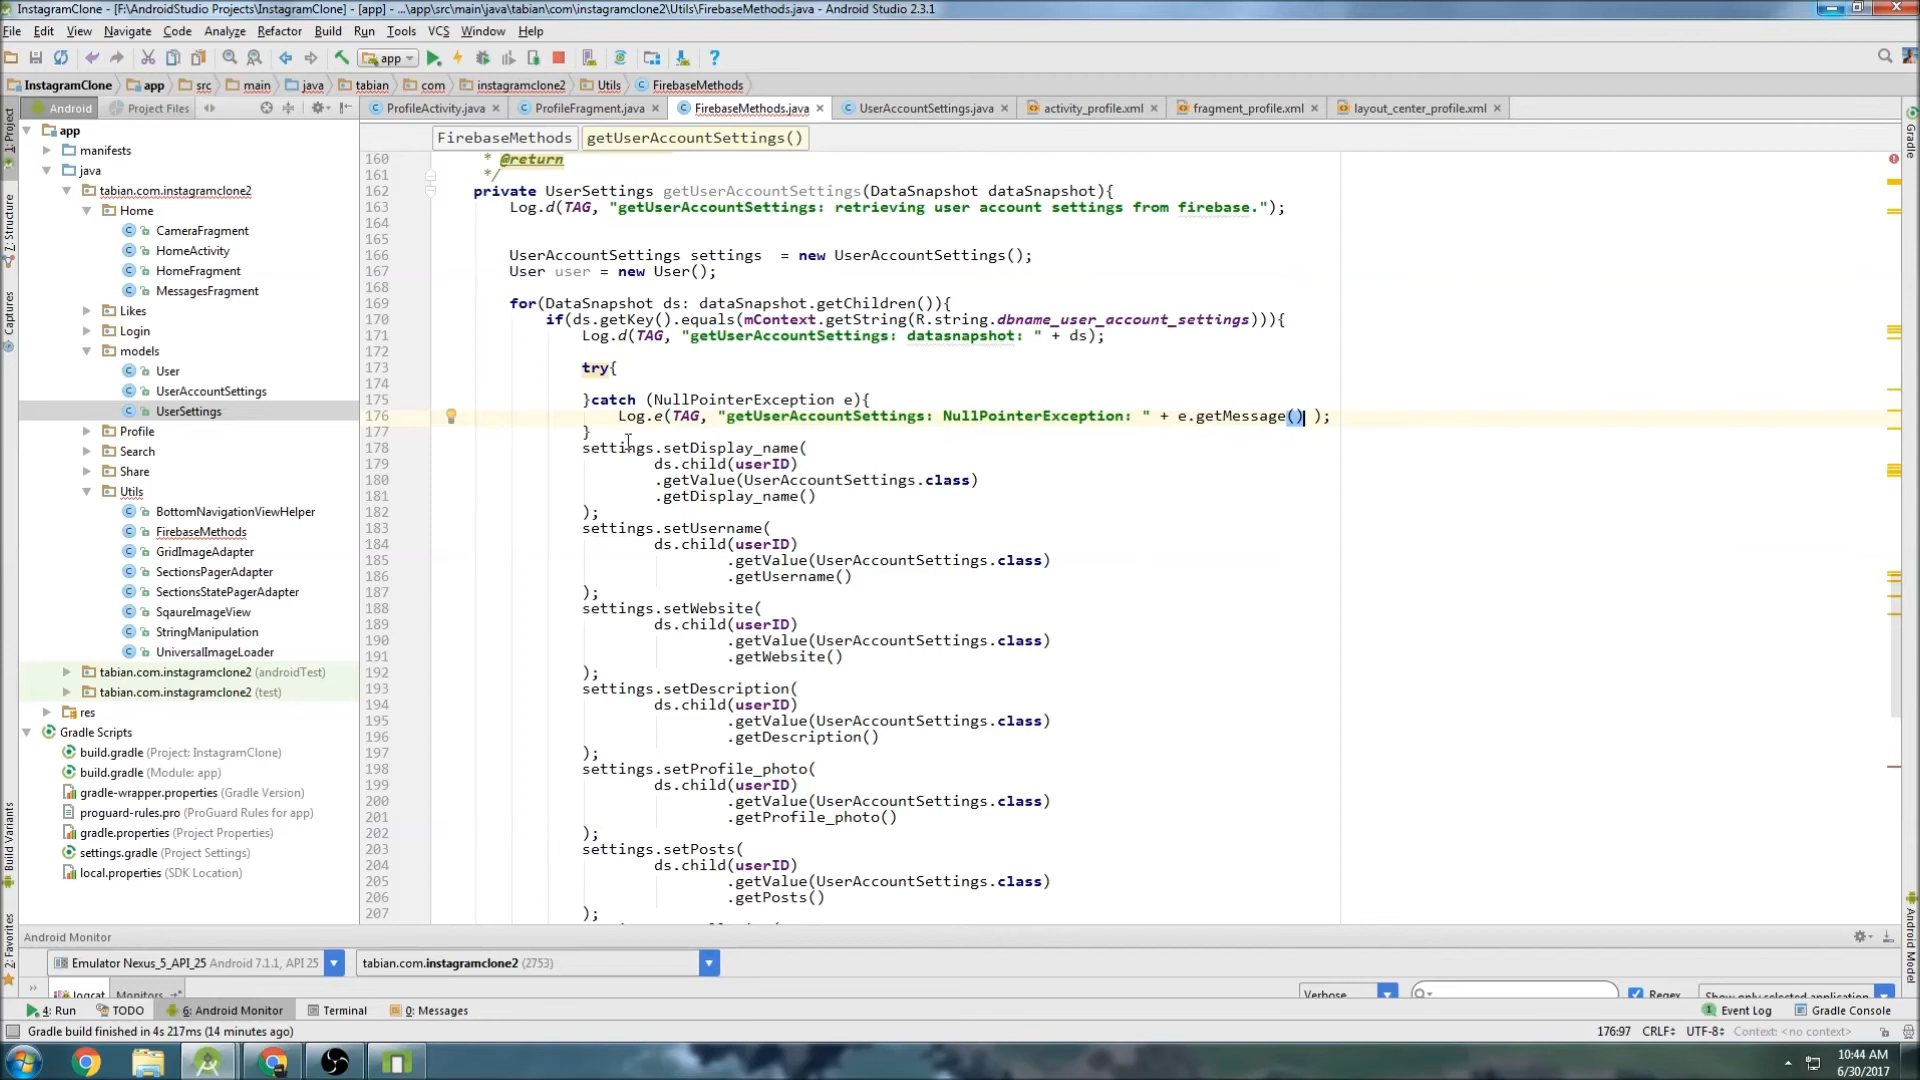 InstagramClone - [F:\AndroidStudio Projects\InstagramClone] - [app] - ...\app\src\main\java\tabian\com\instagramclone2\Utils\FirebaseMethods.java - Android Studio 2.3.1
File Edit View Navigate Code Analyze Refactor Build Run Tools VCS Window Help
app
InstagramClone app src main java tabian com instagramclone2 Utils FirebaseMethods
Android Project Files
ProfileActivity.java ProfileFragment.java FirebaseMethods.java UserAccountSettings.java activity_profile.xml fragment_profile.xml layout_center_profile.xml
FirebaseMethods getUserAccountSettings()
1: Project
7: Structure
Captures
Build Variants
2: Favorites
Gradle
Android Model
app
manifests
java
tabian.com.instagramclone2
Home
CameraFragment
HomeActivity
HomeFragment
MessagesFragment
Likes
Login
models
User
UserAccountSettings
UserSettings
Profile
Search
Share
Utils
BottomNavigationViewHelper
FirebaseMethods
GridImageAdapter
SectionsPagerAdapter
SectionsStatePagerAdapter
SqaureImageView
StringManipulation
UniversalImageLoader
tabian.com.instagramclone2 (androidTest)
tabian.com.instagramclone2 (test)
res
Gradle Scripts
build.gradle (Project: InstagramClone)
build.gradle (Module: app)
gradle-wrapper.properties (Gradle Version)
proguard-rules.pro (ProGuard Rules for app)
gradle.properties (Project Properties)
settings.gradle (Project Settings)
local.properties (SDK Location)
160 * @return
161 */
162 private UserSettings getUserAccountSettings(DataSnapshot dataSnapshot){
163 Log.d(TAG, "getUserAccountSettings: retrieving user account settings from firebase.");
164
165
166 UserAccountSettings settings  = new UserAccountSettings();
167 User user = new User();
168
169 for(DataSnapshot ds: dataSnapshot.getChildren()){
170 if(ds.getKey().equals(mContext.getString(R.string.dbname_user_account_settings))){
171 Log.d(TAG, "getUserAccountSettings: datasnapshot: " + ds);
172
173 try{
174
175 }catch (NullPointerException e){
176 Log.e(TAG, "getUserAccountSettings: NullPointerException: " + e.getMessage() );
177 }
178 settings.setDisplay_name(
179 ds.child(userID)
180 .getValue(UserAccountSettings.class)
181 .getDisplay_name()
182 );
183 settings.setUsername(
184 ds.child(userID)
185 .getValue(UserAccountSettings.class)
186 .getUsername()
187 );
188 settings.setWebsite(
189 ds.child(userID)
190 .getValue(UserAccountSettings.class)
191 .getWebsite()
192 );
193 settings.setDescription(
194 ds.child(userID)
195 .getValue(UserAccountSettings.class)
196 .getDescription()
197 );
198 settings.setProfile_photo(
199 ds.child(userID)
200 .getValue(UserAccountSettings.class)
201 .getProfile_photo()
202 );
203 settings.setPosts(
204 ds.child(userID)
205 .getValue(UserAccountSettings.class)
206 .getPosts()
207 );
Android Monitor
Emulator Nexus_5_API_25 Android 7.1.1, API 25 tabian.com.instagramclone2 (2753)
logcat Monitors Verbose Regex Show only selected application
4: Run TODO 6: Android Monitor Terminal 0: Messages Event Log Gradle Console
Gradle build finished in 4s 217ms (14 minutes ago) 176:97 CRLF UTF-8 Context: <no context>
10:44 AM
6/30/2017